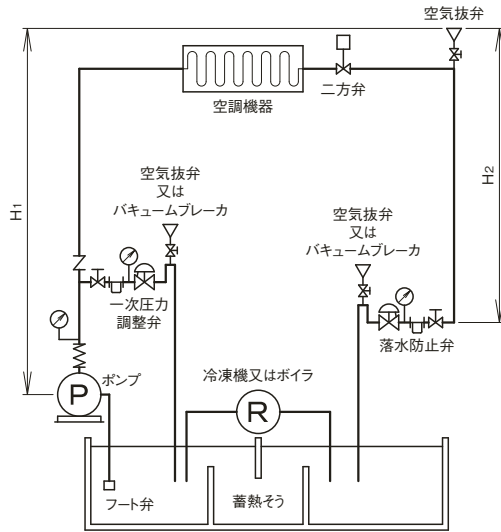 空気抜弁
空調機器
二方弁
H1
H2
空気抜弁
又は
バキュームブレーカ
空気抜弁
又は
バキュームブレーカ
一次圧力
調整弁
落水防止弁
P
ポンプ
冷凍機又はボイラ
R
フート弁
蓄熱そう